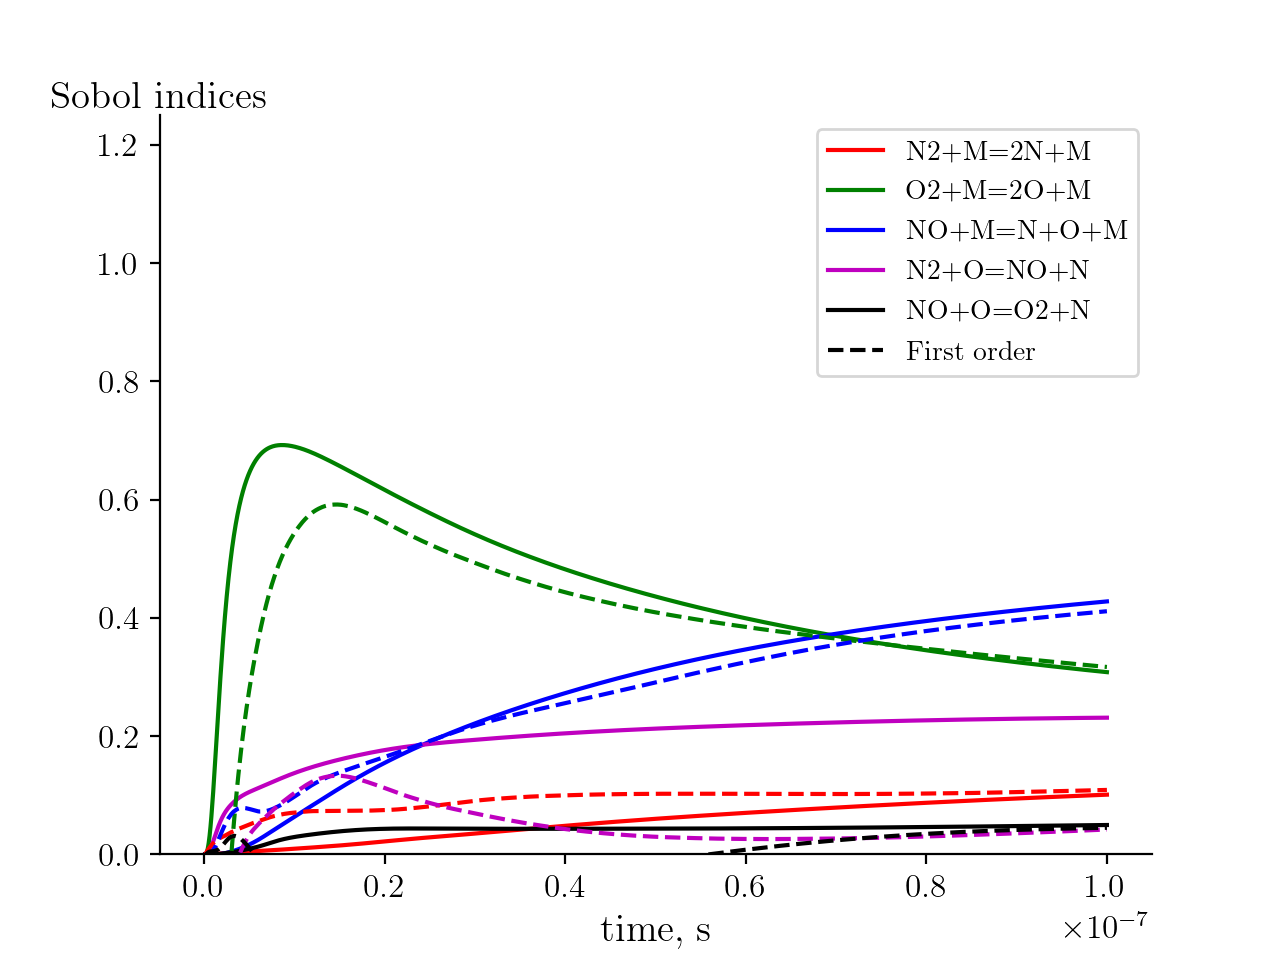 Sobol indices
1.2
1.0
0.8
0.6
0.4
0.2
0.0
N2+M=2N+M
O2+M=2O+M
NO+M=N+O+M
N2+O=NO+N
NO+O=O2+N
First order
0.0 0.2 0.4 0.6 0.8 1.0
×10⁻⁷
time, s